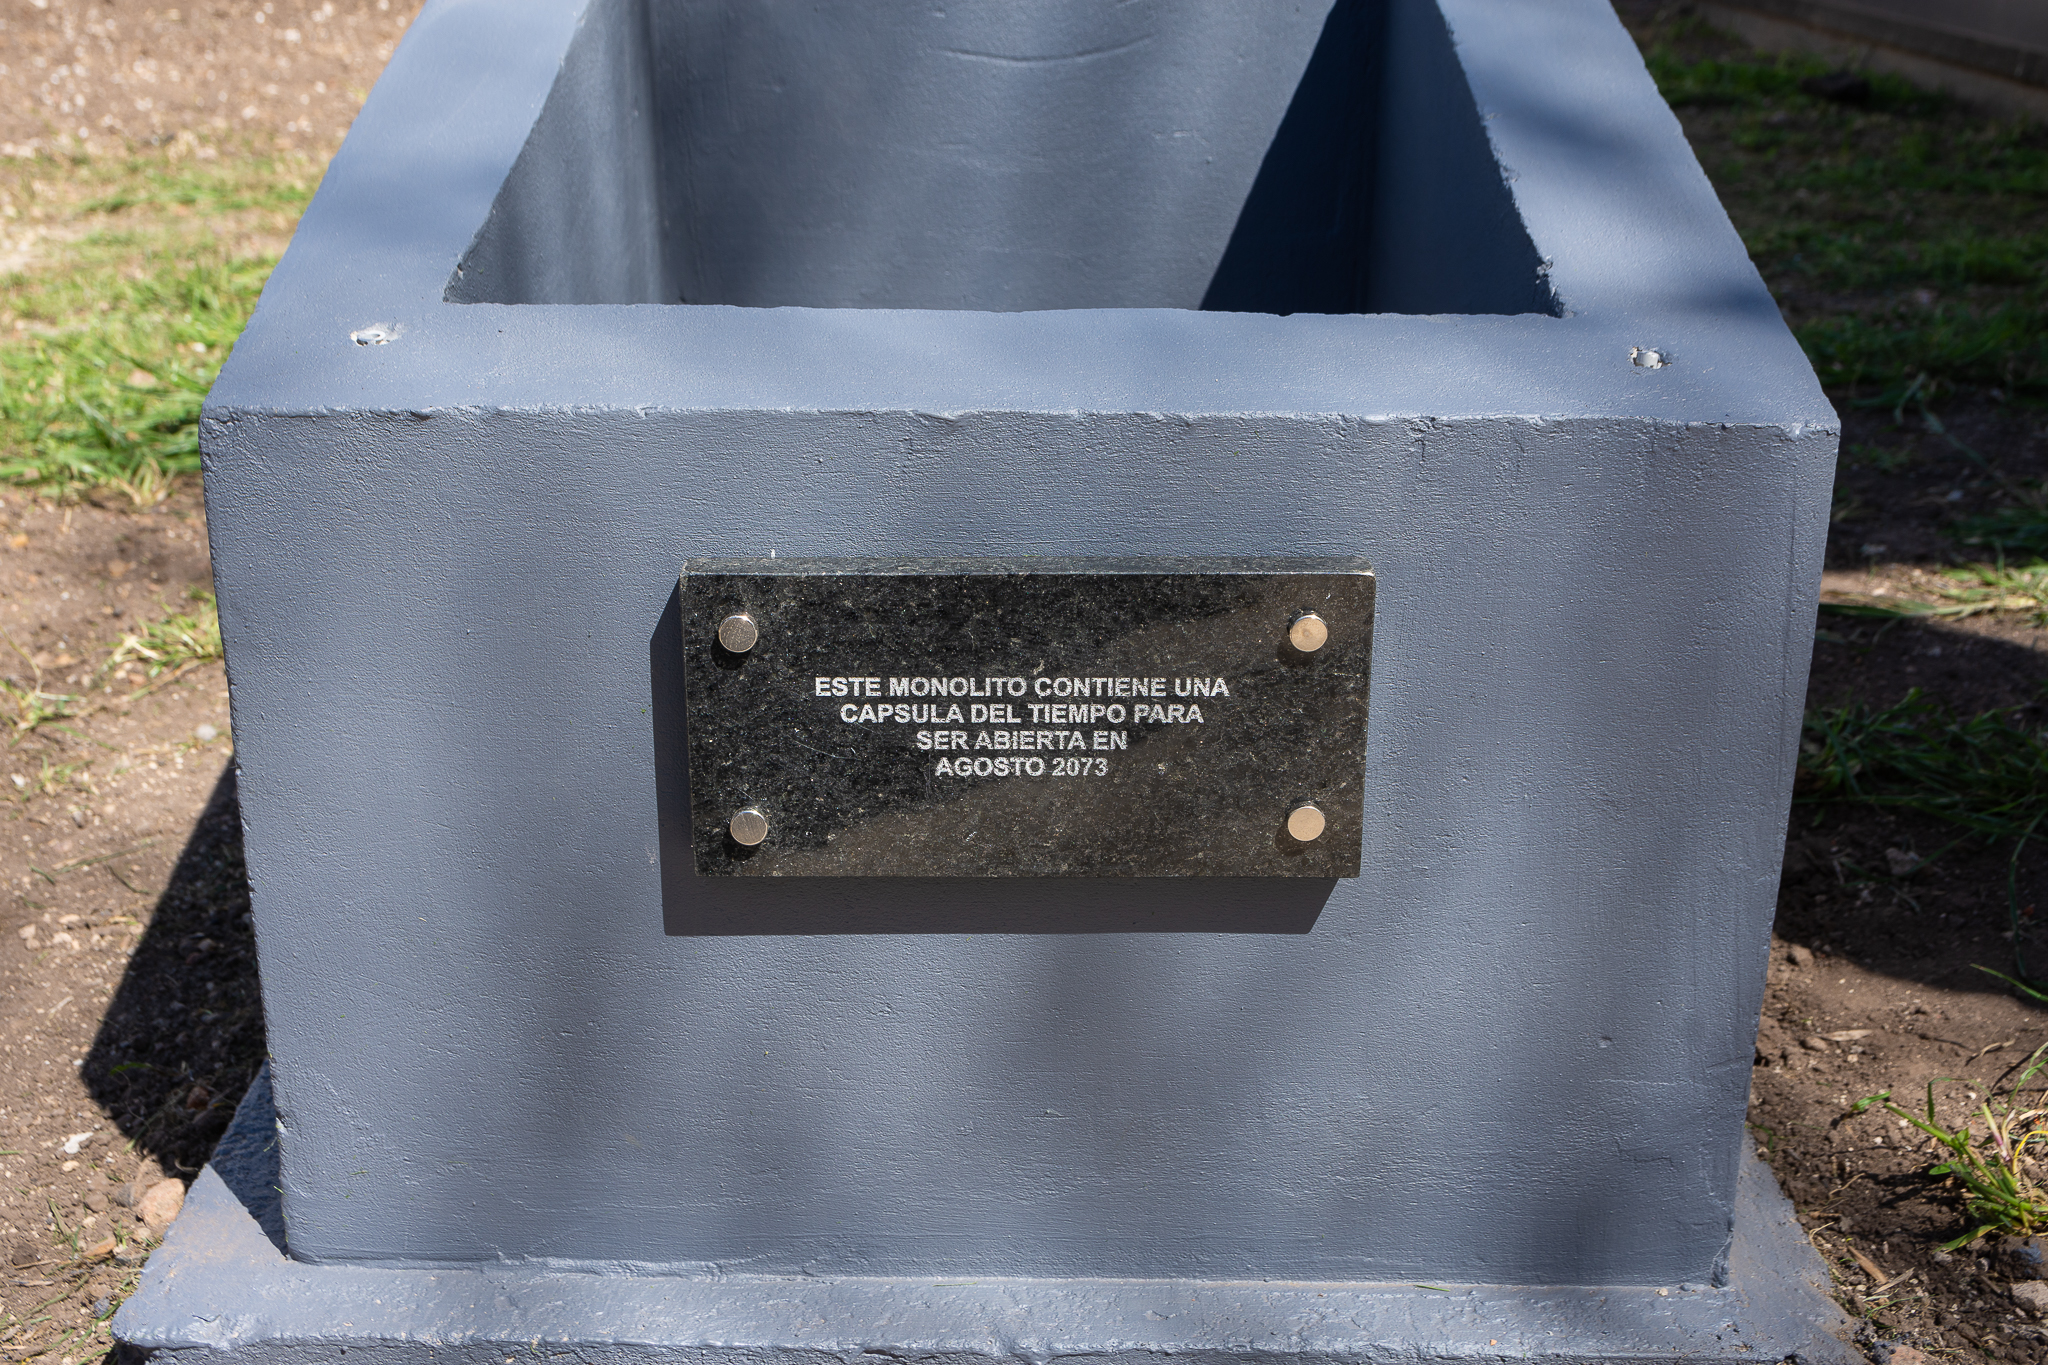 ESTE MONOLITO CONTIENE UNA
CAPSULA DEL TIEMPO PARA
SER ABIERTA EN
AGOSTO 2073